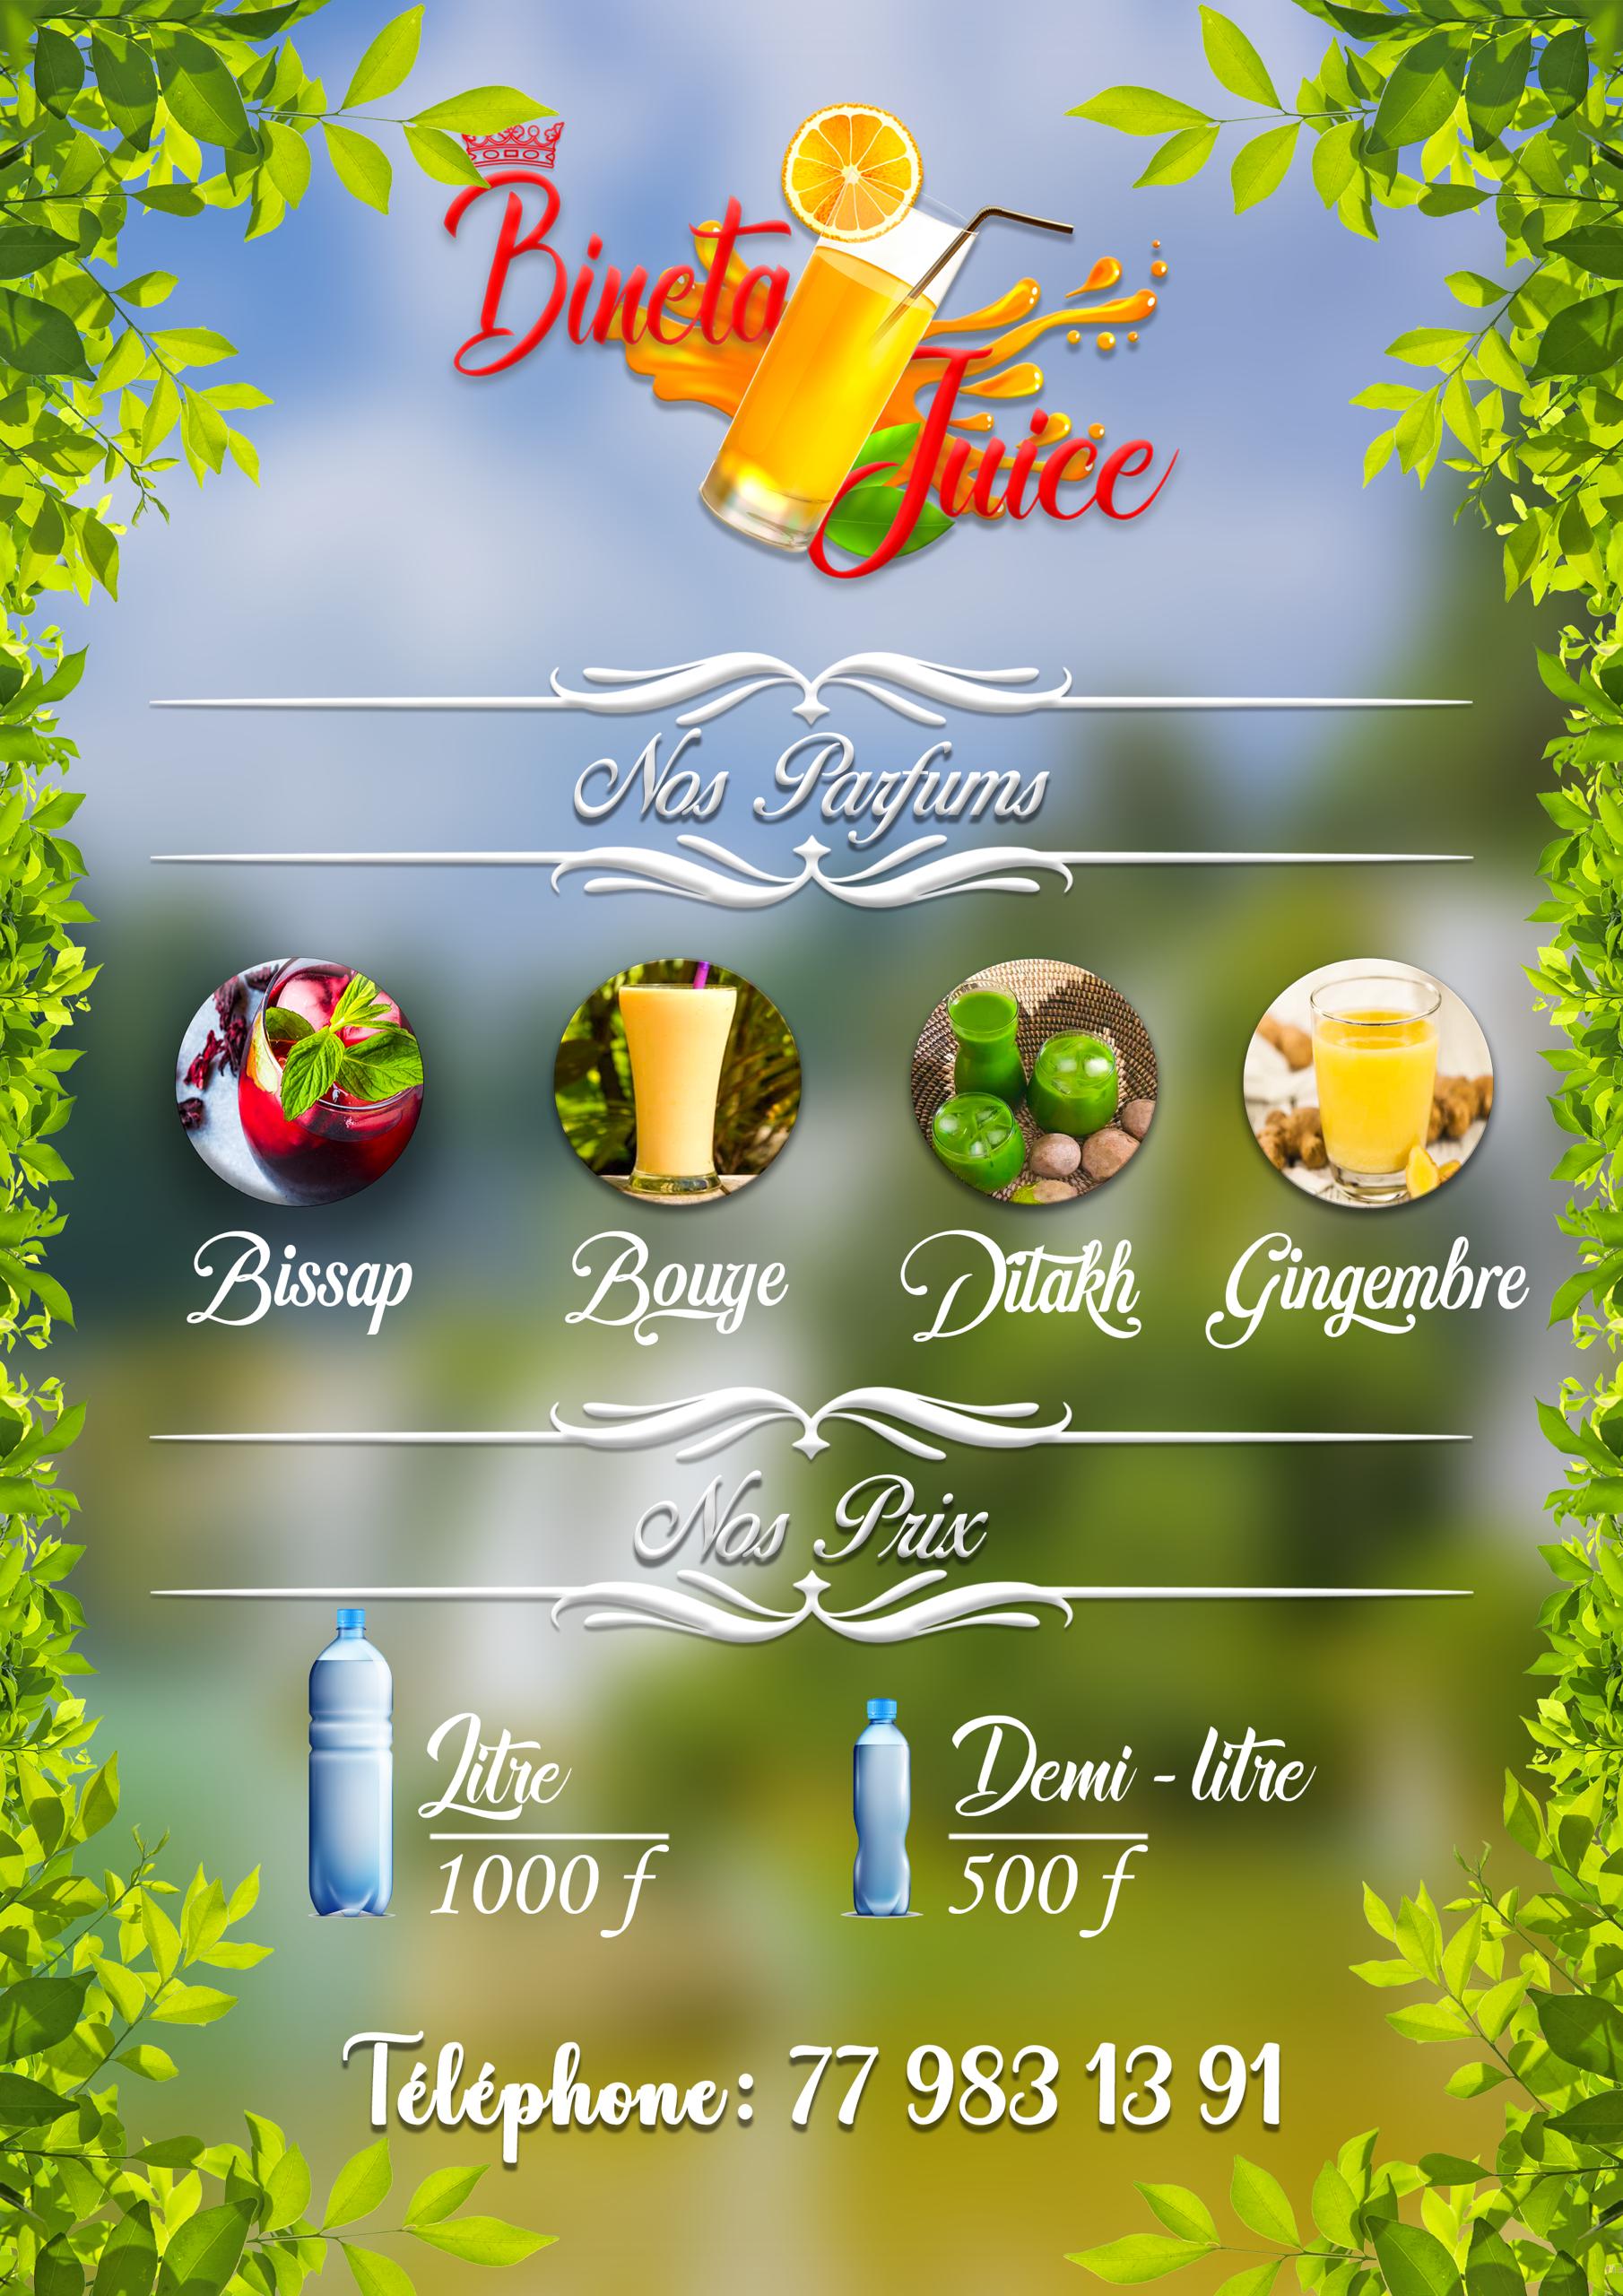 Bineta
Juice
Nos Parfums
Bissap
Bouye
Ditakh
Gingembre
Nos Prix
Litre
1000 f
Demi - litre
500 f
Téléphone : 77 983 13 91